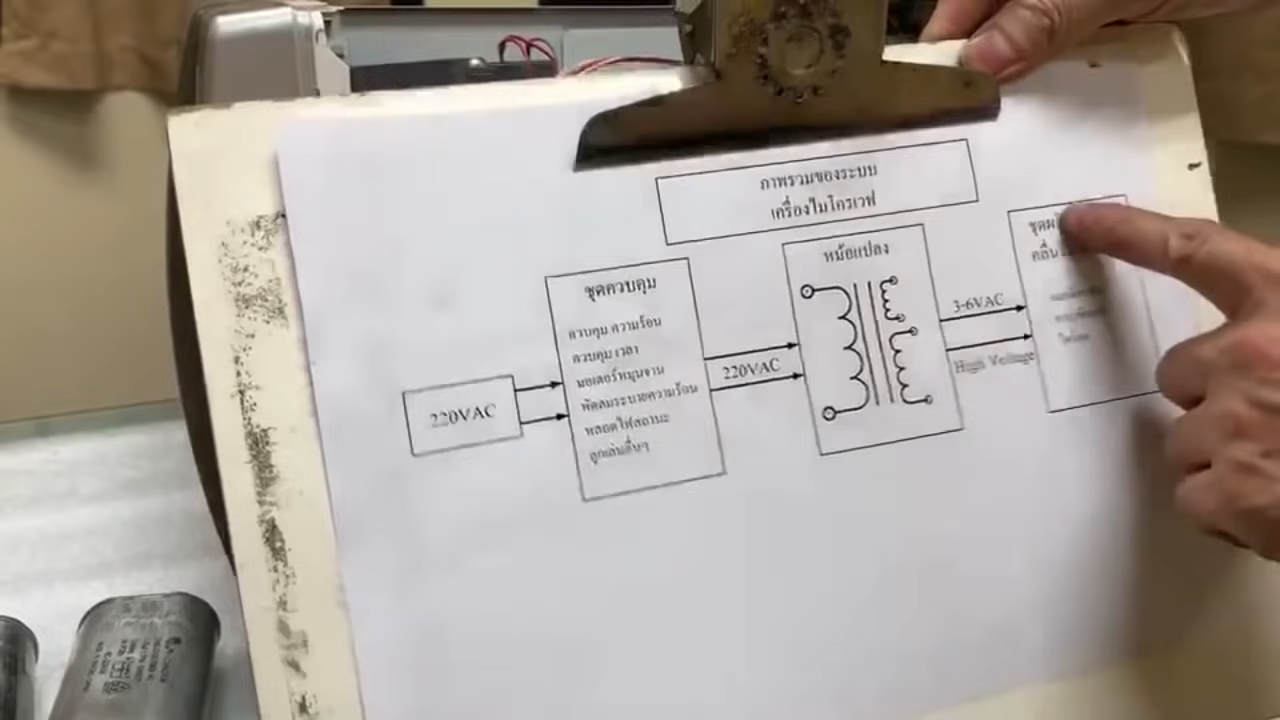 ภาพรวมของระบบ
เครื่องไมโครเวฟ
220VAC
ชุดควบคุม
ควบคุม ความร้อน
ควบคุม เวลา
มอเตอร์หมุนจาน
พัดลมระบายความร้อน
หลอดไฟสถานะ
ลูกเล่นอื่นๆ
220VAC
หม้อแปลง
3-6VAC
High Voltage
คลื่น